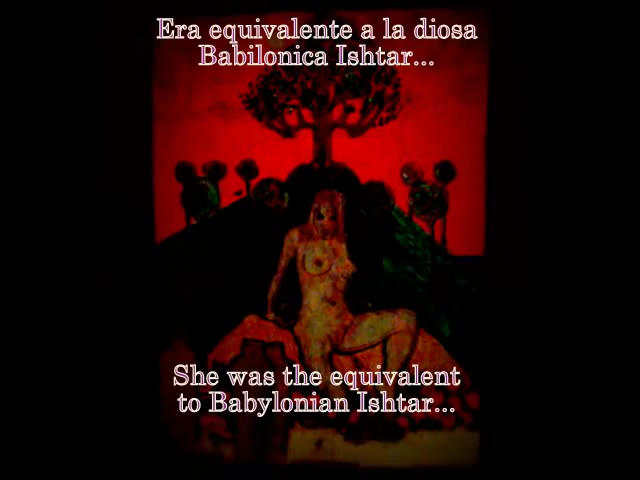 Era equivalente a la diosa
Babilonica Ishtar...
She was the equivalent
to Babylonian Ishtar...